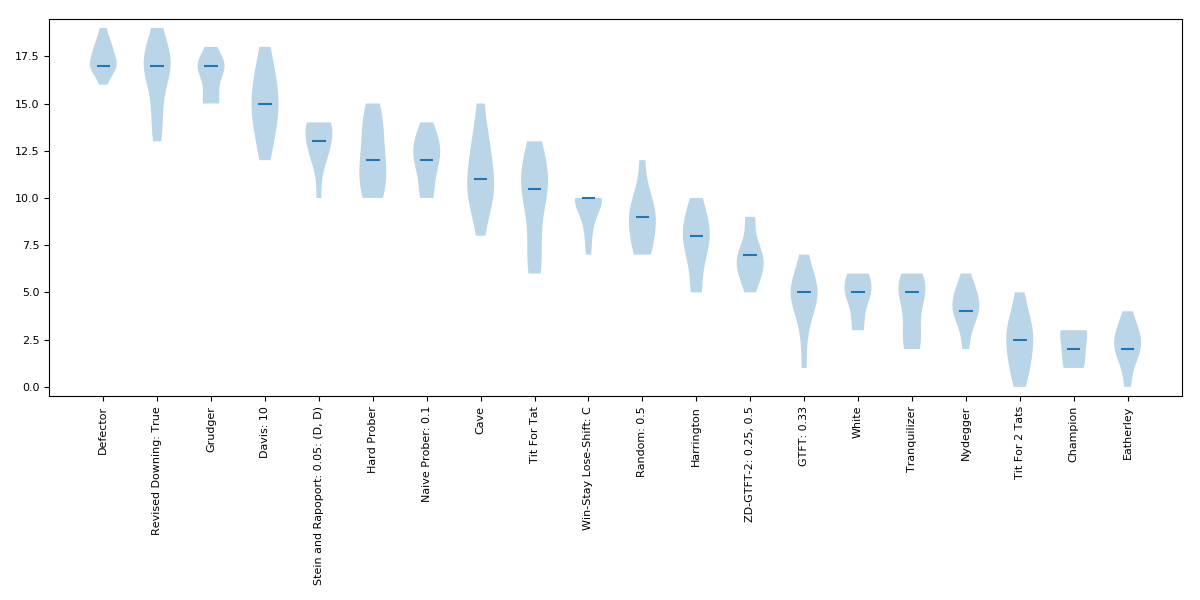 17.5
15.0
12.5
10.0
7.5
5.0
2.5
0.0
Defector
Revised Downing: True
Grudger
Davis: 10
Stein and Rapoport: 0.05: (D, D)
Hard Prober
Naive Prober: 0.1
Cave
Tit For Tat
Win-Stay Lose-Shift: C
Random: 0.5
Harrington
ZD-GTFT-2: 0.25, 0.5
GTFT: 0.33
White
Tranquilizer
Nydegger
Tit For 2 Tats
Champion
Eatherley